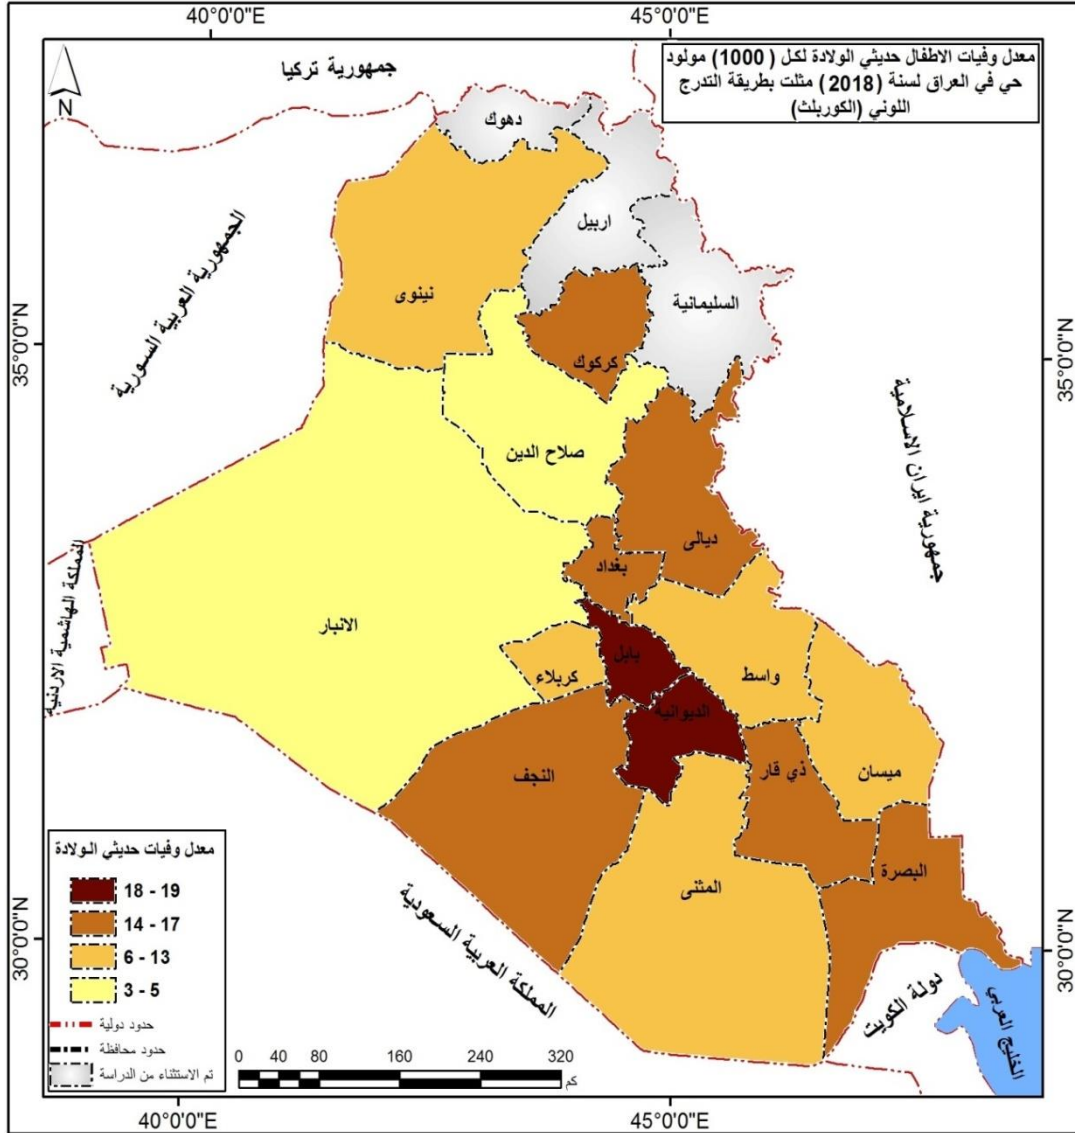 40°0'0"E
45°0'0"E
معدل وفيات الاطفال حديثي الولادة لكل ( 1000) مولود
حي في العراق لسنة (2018) مثلت بطريقة التدرج
اللوني (الكوربلث)
N
جمهورية تركيا
دهوك
اربيل
نينوى
السليمانية
الجمهورية العربية السورية
35°0'0"N
35°0'0"N
كركوك
صلاح الدين
جمهورية ايران الاسلامية
ديالى
بغداد
المملكة الهاشمية الاردنية
الانبار
بابل
واسط
كربلاء
الديوانية
النجف
ذي قار
ميسان
البصرة
المثنى
المملكة العربية السعودية
30°0'0"N
30°0'0"N
دولة الكويت
الخليج العربي
معدل وفيات حديثي الولادة
18 - 19
14 - 17
6 - 13
3 - 5
حدود دولية
حدود محافظة
تم الاستثناء من الدراسة
0 40 80 160 240 320
كم
40°0'0"E
45°0'0"E